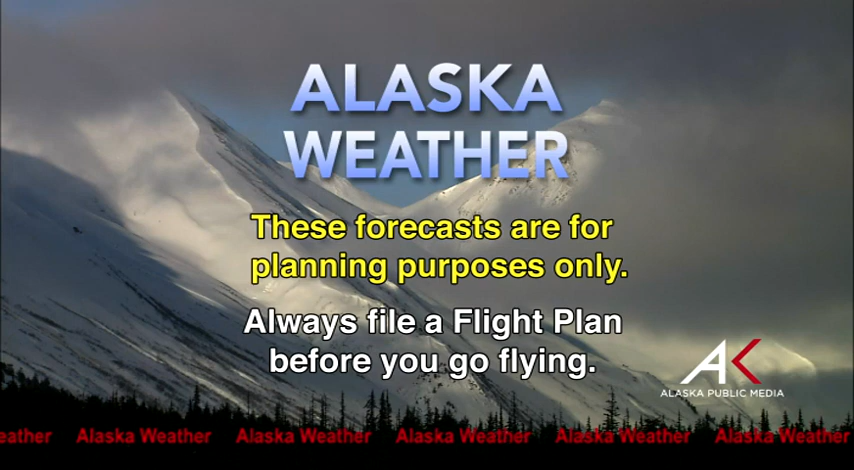 ALASKA
WEATHER
These forecasts are for
planning purposes only.
Always file a Flight Plan
before you go flying.
AK
ALASKA PUBLIC MEDIA
eather Alaska Weather Alaska Weather Alaska Weather Alaska Weather Alaska Weather